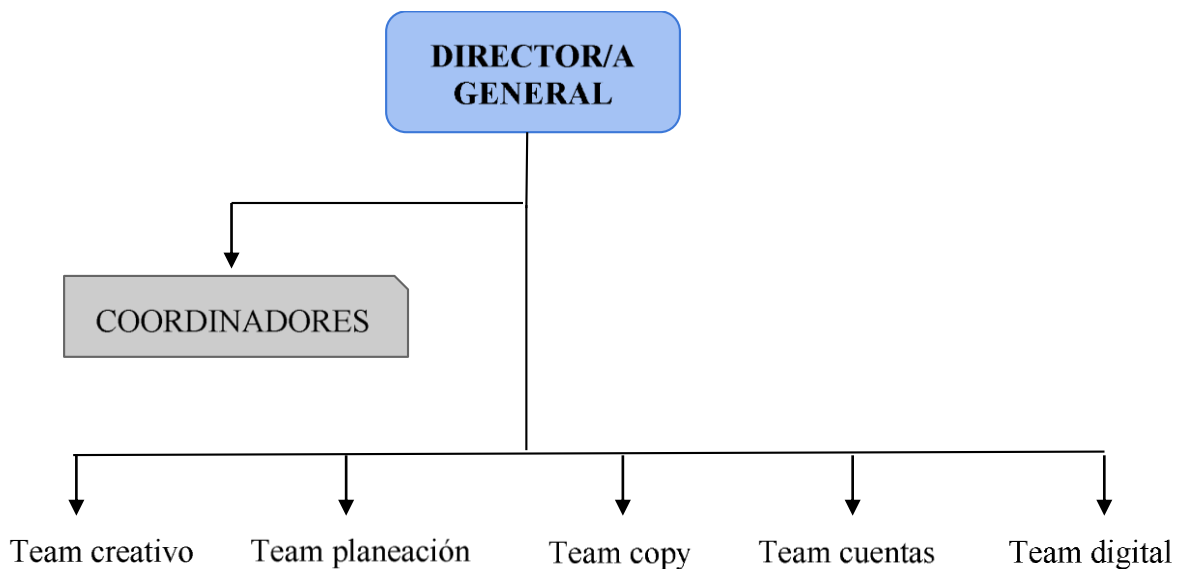 DIRECTOR/A
GENERAL
COORDINADORES
Team creativo
Team planeación
Team copy
Team cuentas
Team digital